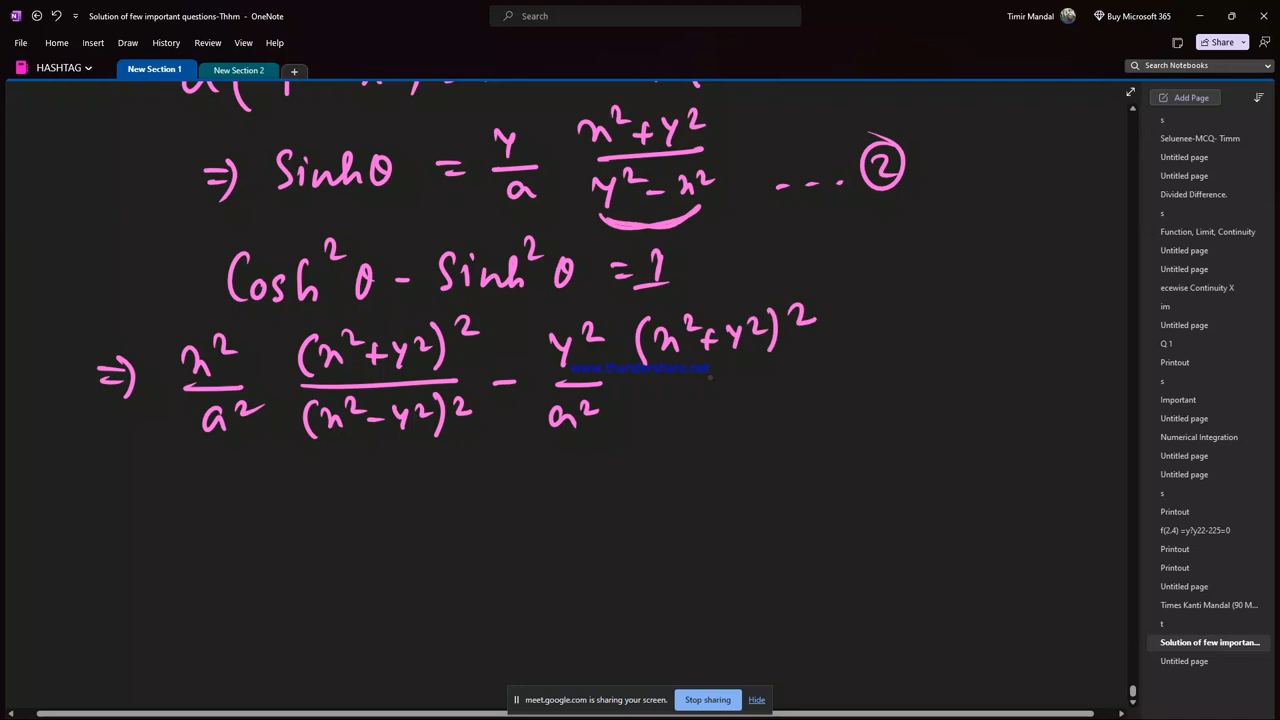 Solution of few important questions-Thhm - OneNote
Search
Timir Mandal
Buy Microsoft 365
File Home Insert Draw History Review View Help
Share
HASHTAG
New Section 1
New Section 2
+
Search Notebooks
Add Page
s
Seluenee-MCQ- Timm
Untitled page
Untitled page
Divided Difference.
s
Function, Limit, Continuity
Untitled page
Untitled page
ecewise Continuity X
im
Untitled page
Q 1
Printout
s
Important
Untitled page
Numerical Integration
Untitled page
Untitled page
s
Printout
f(2.4) =y?y22-225=0
Printout
Printout
Untitled page
Times Kanti Mandal (90 M...
t
Solution of few importan...
Untitled page
⇒ Sinhθ = y/a (x²+y²)/(y²-x²) .... ②
Cosh²θ - Sinh²θ = 1
⇒ x²/a² (x²+y²)²/(x²-y²)² - y²/a² (x²+y²)²
www.thundershare.net
meet.google.com is sharing your screen.
Stop sharing
Hide